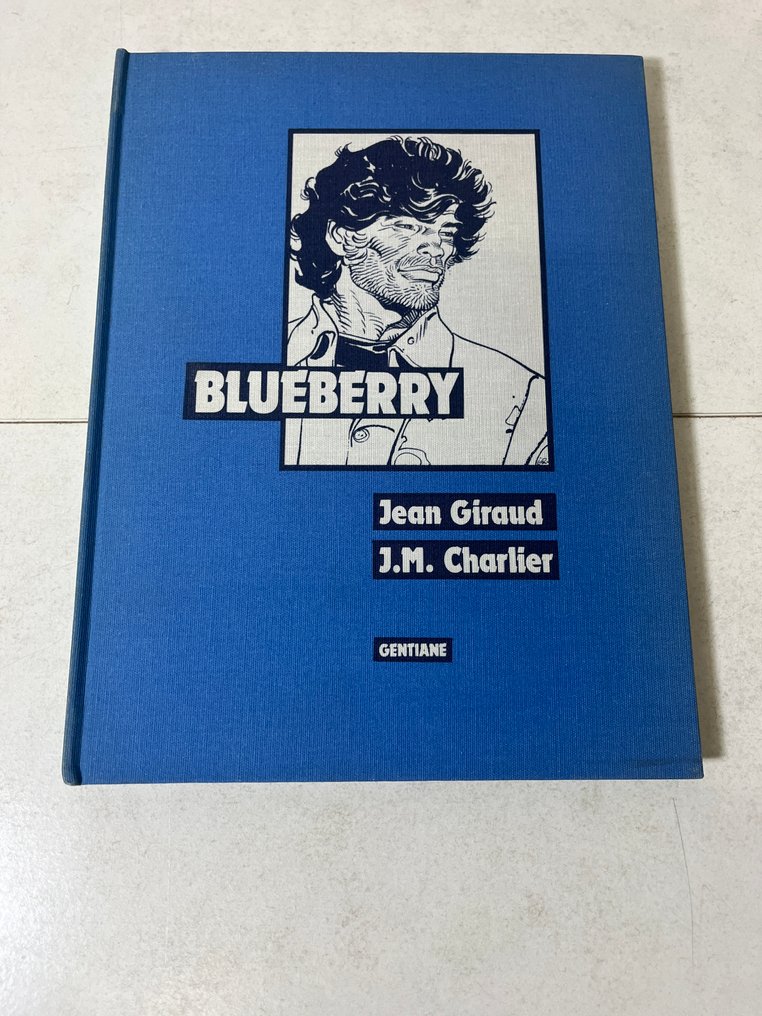 BLUEBERRY
Jean Giraud
J.M. Charlier
GENTIANE